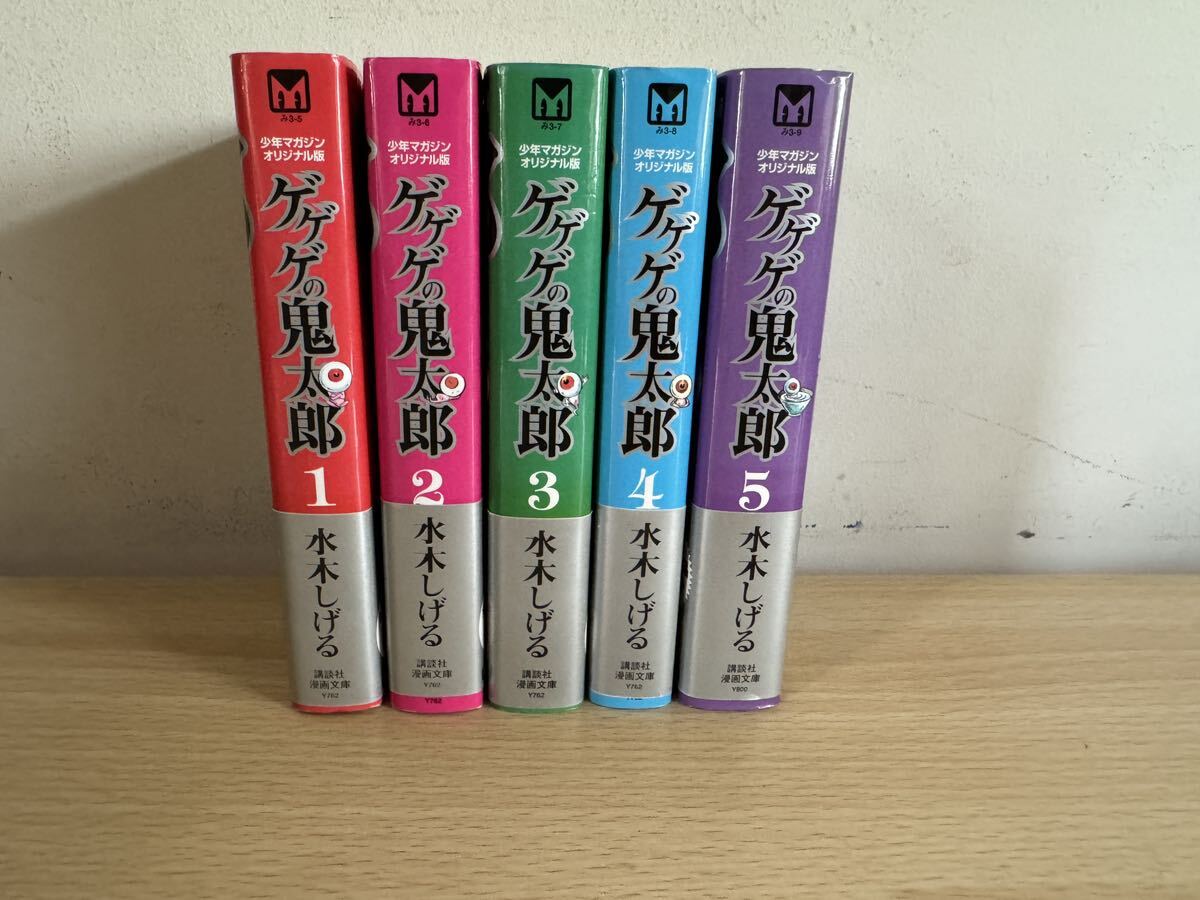 み3-5
少年マガジン
オリジナル版
ゲゲゲの鬼太郎
1
水木しげる
講談社
漫画文庫
Y762
み3-6
少年マガジン
オリジナル版
ゲゲゲの鬼太郎
2
水木しげる
講談社
漫画文庫
Y762
Y762
み3-7
少年マガジン
オリジナル版
ゲゲゲの鬼太郎
3
水木しげる
講談社
漫画文庫
Y762
み3-8
少年マガジン
オリジナル版
ゲゲゲの鬼太郎
4
水木しげる
講談社
漫画文庫
Y762
み3-9
少年マガジン
オリジナル版
ゲゲゲの鬼太郎
5
水木しげる
講談社
漫画文庫
Y800